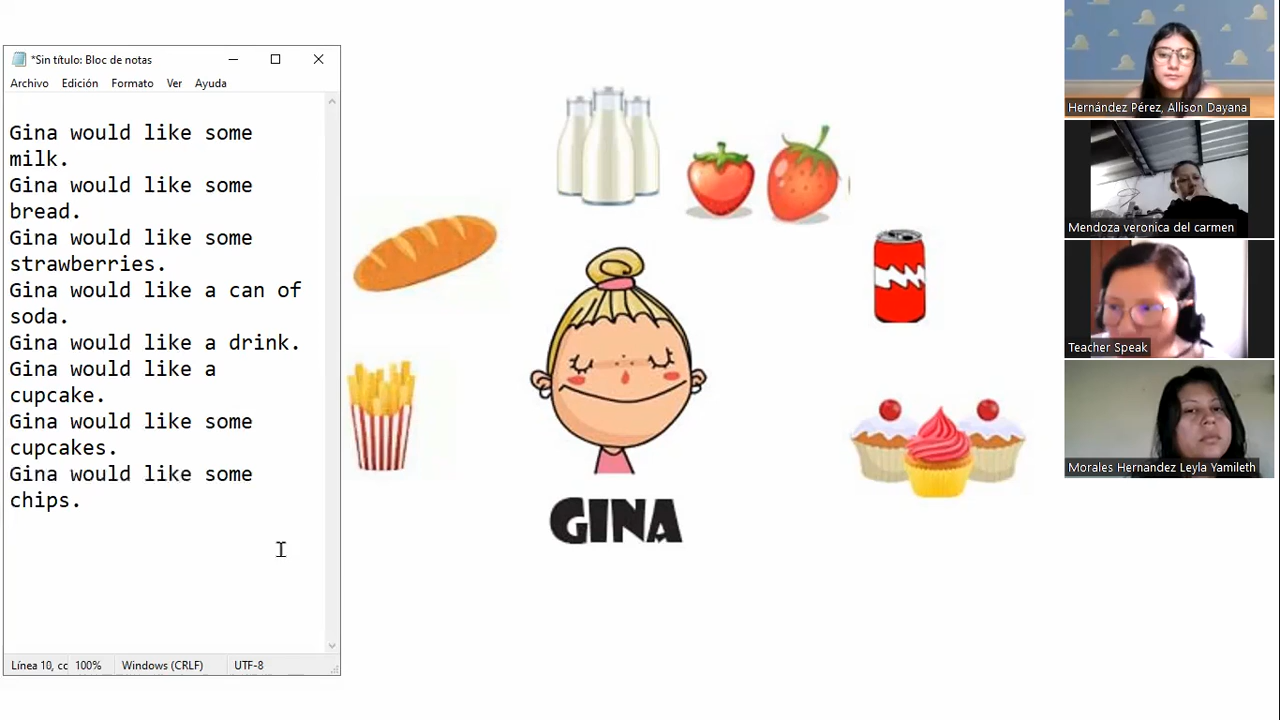 *Sin título: Bloc de notas
Archivo Edición Formato Ver Ayuda
Gina would like some
milk.
Gina would like some
bread.
Gina would like some
strawberries.
Gina would like a can of
soda.
Gina would like a drink.
Gina would like a
cupcake.
Gina would like some
cupcakes.
Gina would like some
chips.
Línea 10, cc 100% Windows (CRLF) UTF-8
GINA
Hernández Pérez, Allison Dayana
Mendoza veronica del carmen
Teacher Speak
Morales Hernandez Leyla Yamileth